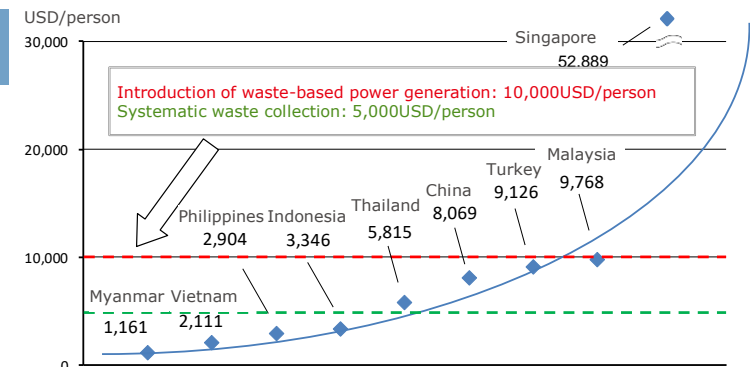 USD/person
30,000
Singapore
52.889
Introduction of waste-based power generation: 10,000USD/person
Systematic waste collection: 5,000USD/person
20,000
Malaysia
9,768
Turkey
9,126
China
8,069
Thailand
5,815
Philippines Indonesia
2,904 3,346
10,000
Myanmar Vietnam
1,161 2,111
0